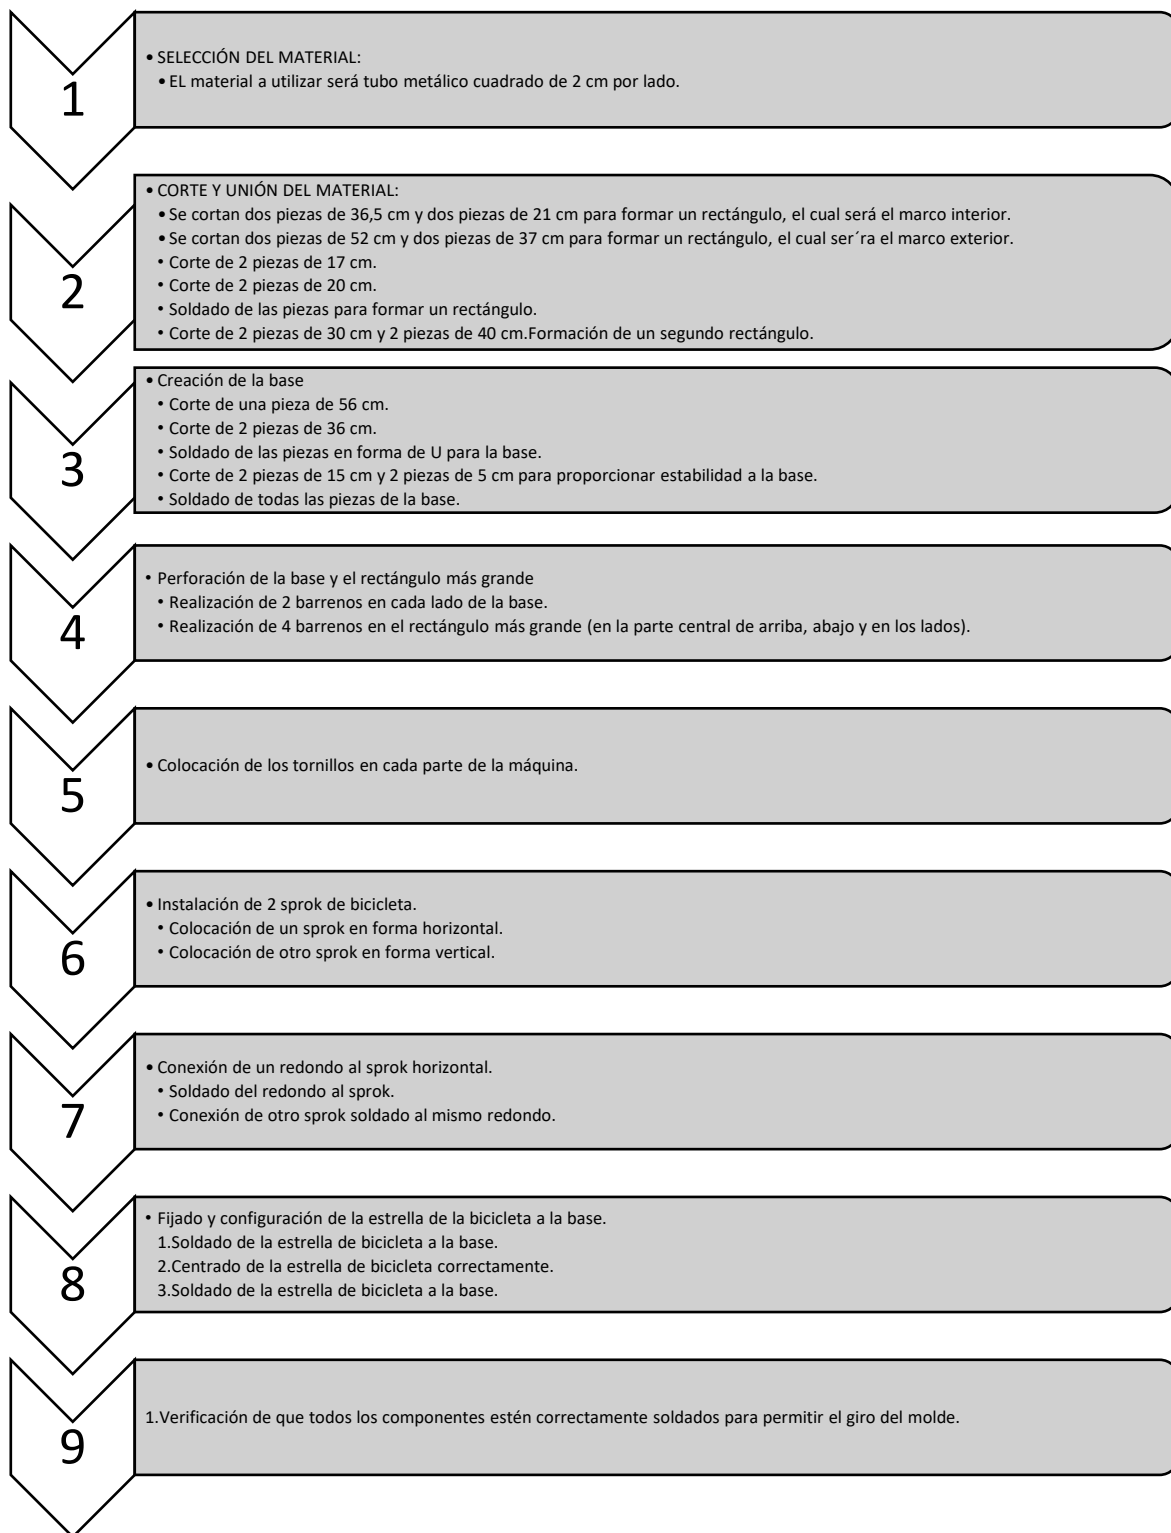 1
• SELECCIÓN DEL MATERIAL:
• EL material a utilizar será tubo metálico cuadrado de 2 cm por lado.
2
• CORTE Y UNIÓN DEL MATERIAL:
• Se cortan dos piezas de 36,5 cm y dos piezas de 21 cm para formar un rectángulo, el cual será el marco interior.
• Se cortan dos piezas de 52 cm y dos piezas de 37 cm para formar un rectángulo, el cual ser´ra el marco exterior.
• Corte de 2 piezas de 17 cm.
• Corte de 2 piezas de 20 cm.
• Soldado de las piezas para formar un rectángulo.
• Corte de 2 piezas de 30 cm y 2 piezas de 40 cm.Formación de un segundo rectángulo.
3
• Creación de la base
• Corte de una pieza de 56 cm.
• Corte de 2 piezas de 36 cm.
• Soldado de las piezas en forma de U para la base.
• Corte de 2 piezas de 15 cm y 2 piezas de 5 cm para proporcionar estabilidad a la base.
• Soldado de todas las piezas de la base.
4
• Perforación de la base y el rectángulo más grande
• Realización de 2 barrenos en cada lado de la base.
• Realización de 4 barrenos en el rectángulo más grande (en la parte central de arriba, abajo y en los lados).
5
• Colocación de los tornillos en cada parte de la máquina.
6
• Instalación de 2 sprok de bicicleta.
• Colocación de un sprok en forma horizontal.
• Colocación de otro sprok en forma vertical.
7
• Conexión de un redondo al sprok horizontal.
• Soldado del redondo al sprok.
• Conexión de otro sprok soldado al mismo redondo.
8
• Fijado y configuración de la estrella de la bicicleta a la base.
1.Soldado de la estrella de bicicleta a la base.
2.Centrado de la estrella de bicicleta correctamente.
3.Soldado de la estrella de bicicleta a la base.
9
1.Verificación de que todos los componentes estén correctamente soldados para permitir el giro del molde.